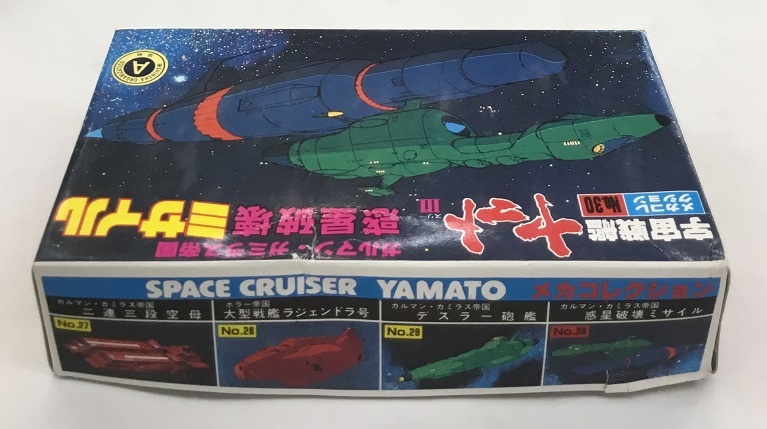 A
宇宙戦艦
ヤマト
III
スリー
メカコレ
クション
No.30
ガルマン・ガミラス帝国
惑星破壊ミサイル
SPACE CRUISER YAMATO
メカコレクション
ガルマン・ガミラス帝国
二連三段空母
No.27
ボラー帝国
大型戦艦ラジェンドラ号
No.28
ガルマン・ガミラス帝国
デスラー砲艦
No.29
ガルマン・ガミラス帝国
惑星破壊ミサイル
No.30